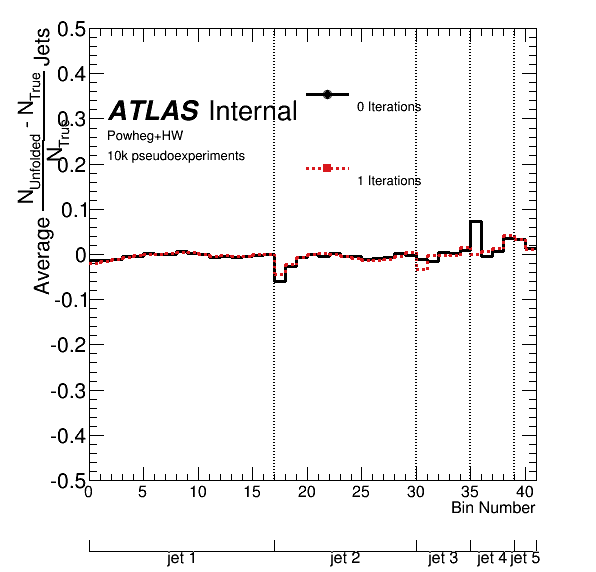 Average N_Unfolded - N_True / N_True Jets
0.5
0.4
0.3
0.2
0.1
0
-0.1
-0.2
-0.3
-0.4
-0.5
ATLAS Internal
Powheg+HW
10k pseudoexperiments
0 Iterations
1 Iterations
0 5 10 15 20 25 30 35 40
Bin Number
jet 1 jet 2 jet 3 jet 4 jet 5